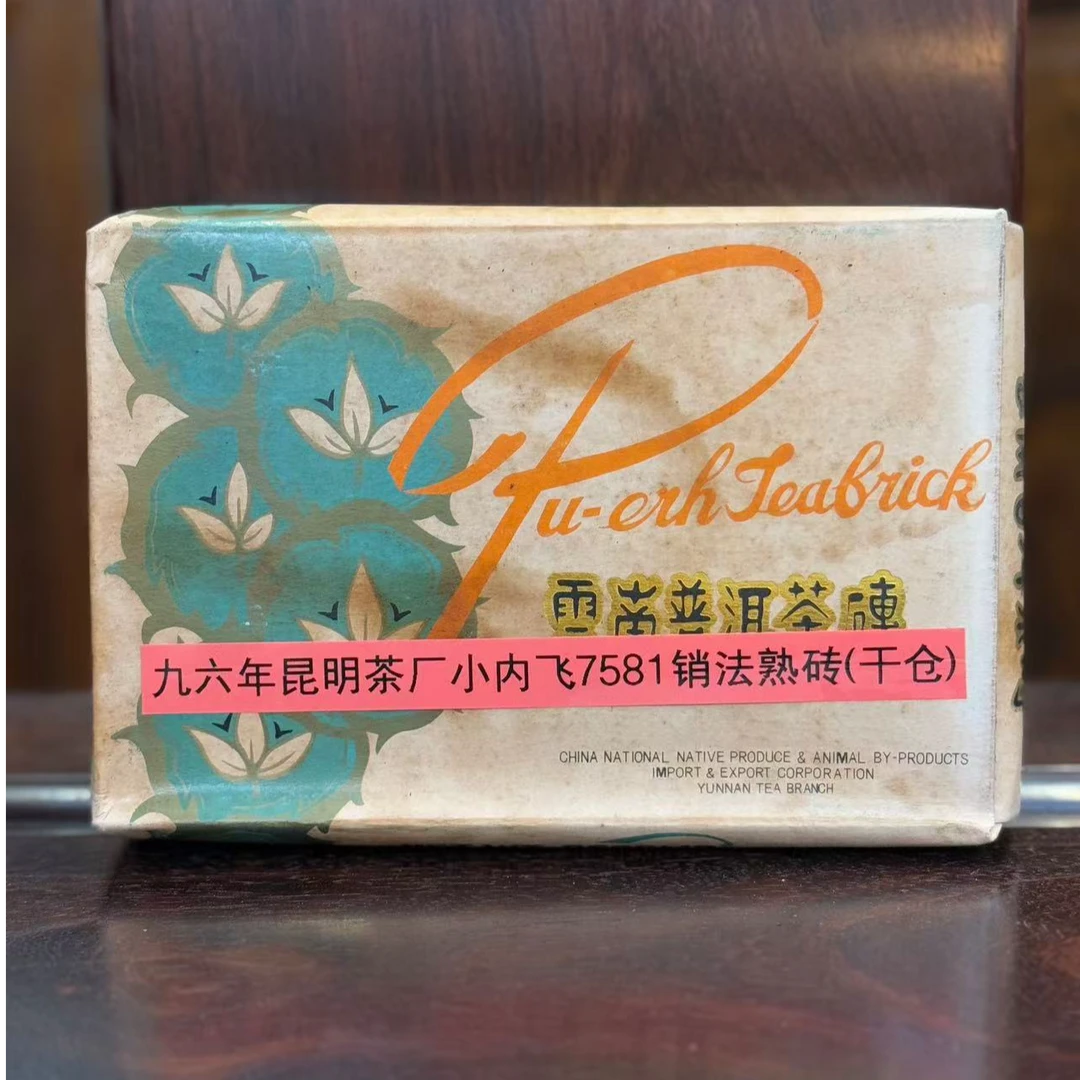 Pu-erh Teabrick
雲南普洱茶磚
九六年昆明茶厂小内飞7581销法熟砖(干仓)
CHINA NATIONAL NATIVE PRODUCE & ANIMAL BY-PRODUCTS
IMPORT & EXPORT CORPORATION
YUNNAN TEA BRANCH